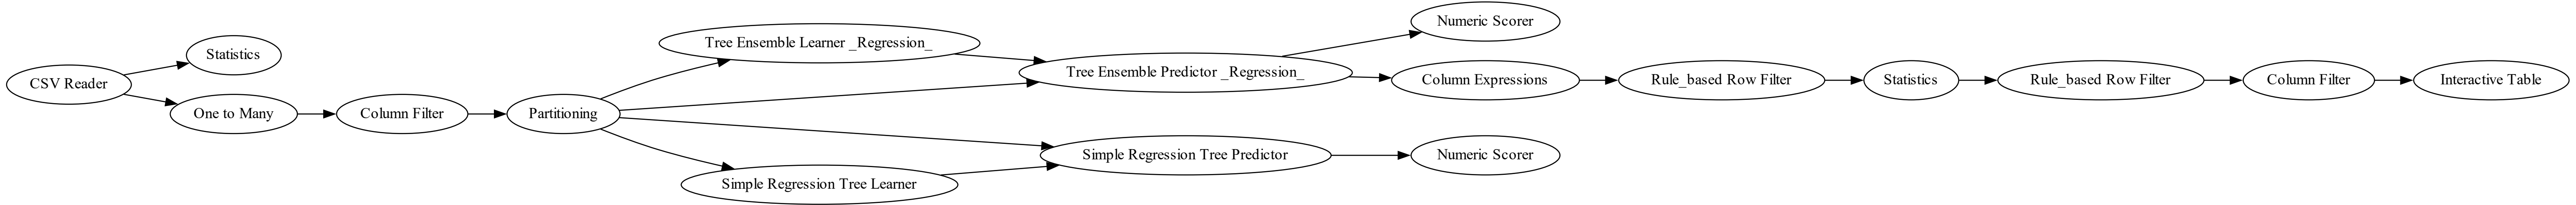 CSV Reader
Statistics
One to Many
Column Filter
Partitioning
Tree Ensemble Learner _Regression_
Simple Regression Tree Learner
Tree Ensemble Predictor _Regression_
Simple Regression Tree Predictor
Numeric Scorer
Column Expressions
Numeric Scorer
Rule_based Row Filter
Statistics
Rule_based Row Filter
Column Filter
Interactive Table